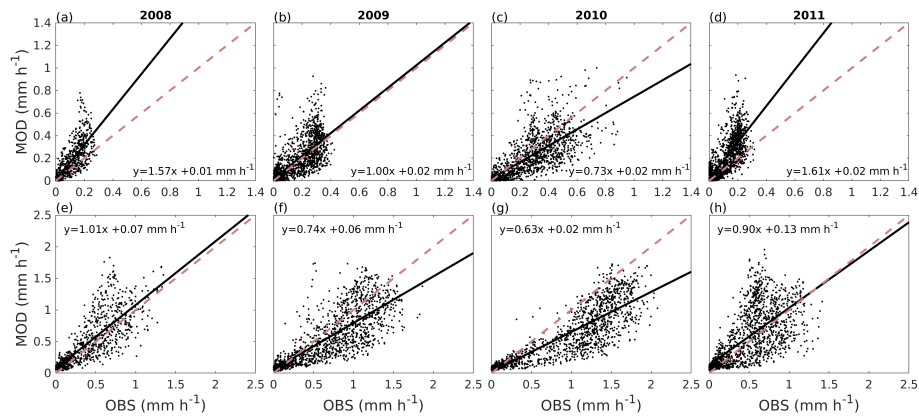 (a) 2008 (b) 2009 (c) 2010 (d) 2011
MOD (mm h-1)
1.4
1.2
1
0.8
0.6
0.4
0.2
0
y=1.57x +0.01 mm h-1
y=1.00x +0.02 mm h-1
y=0.73x +0.02 mm h-1
y=1.61x +0.02 mm h-1
0 0.2 0.4 0.6 0.8 1 1.2 1.4 0 0.2 0.4 0.6 0.8 1 1.2 1.4 0 0.2 0.4 0.6 0.8 1 1.2 1.4 0 0.2 0.4 0.6 0.8 1 1.2 1.4
(e) (f) (g) (h)
MOD (mm h-1)
2.5
2
1.5
1
0.5
0
y=1.01x +0.07 mm h-1
y=0.74x +0.06 mm h-1
y=0.63x +0.02 mm h-1
y=0.90x +0.13 mm h-1
0 0.5 1 1.5 2 2.5 0 0.5 1 1.5 2 2.5 0 0.5 1 1.5 2 2.5 0 0.5 1 1.5 2 2.5
OBS (mm h-1) OBS (mm h-1) OBS (mm h-1) OBS (mm h-1)